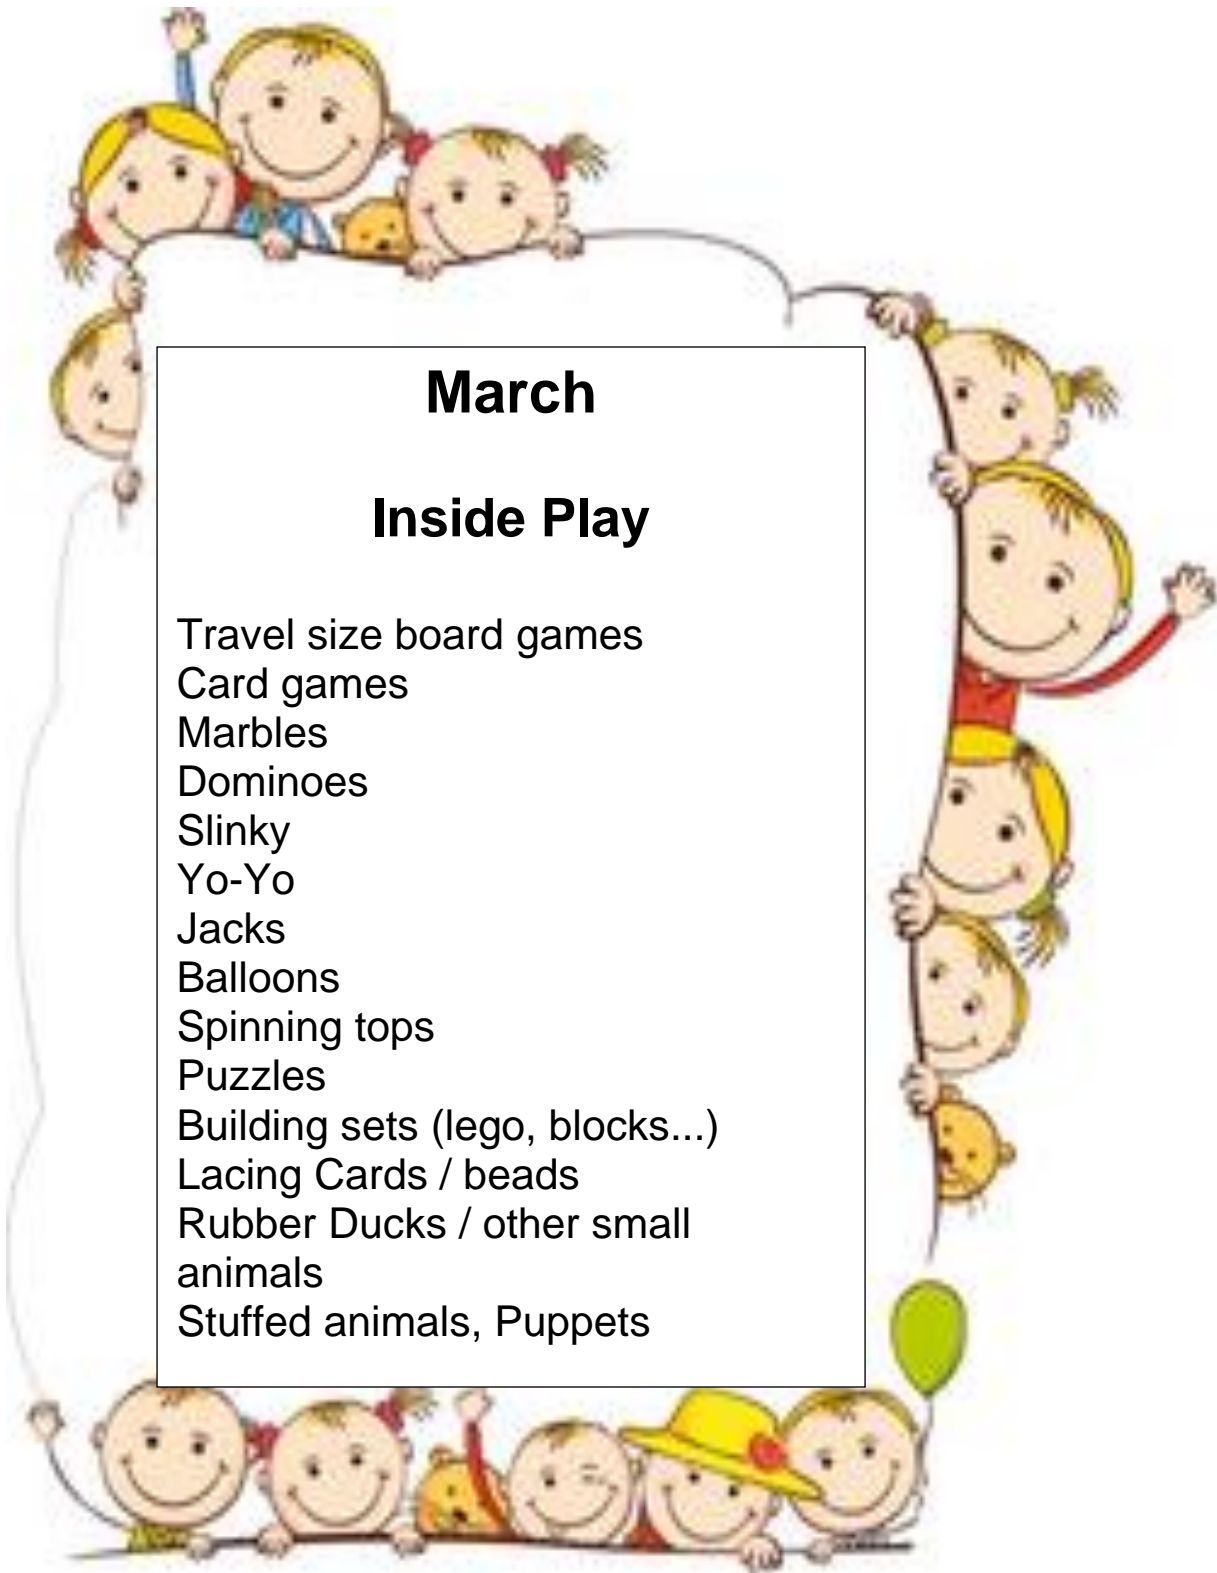 March
Inside Play
Travel size board games
Card games
Marbles
Dominoes
Slinky
Yo-Yo
Jacks
Balloons
Spinning tops
Puzzles
Building sets (lego, blocks...)
Lacing Cards / beads
Rubber Ducks / other small
animals
Stuffed animals, Puppets